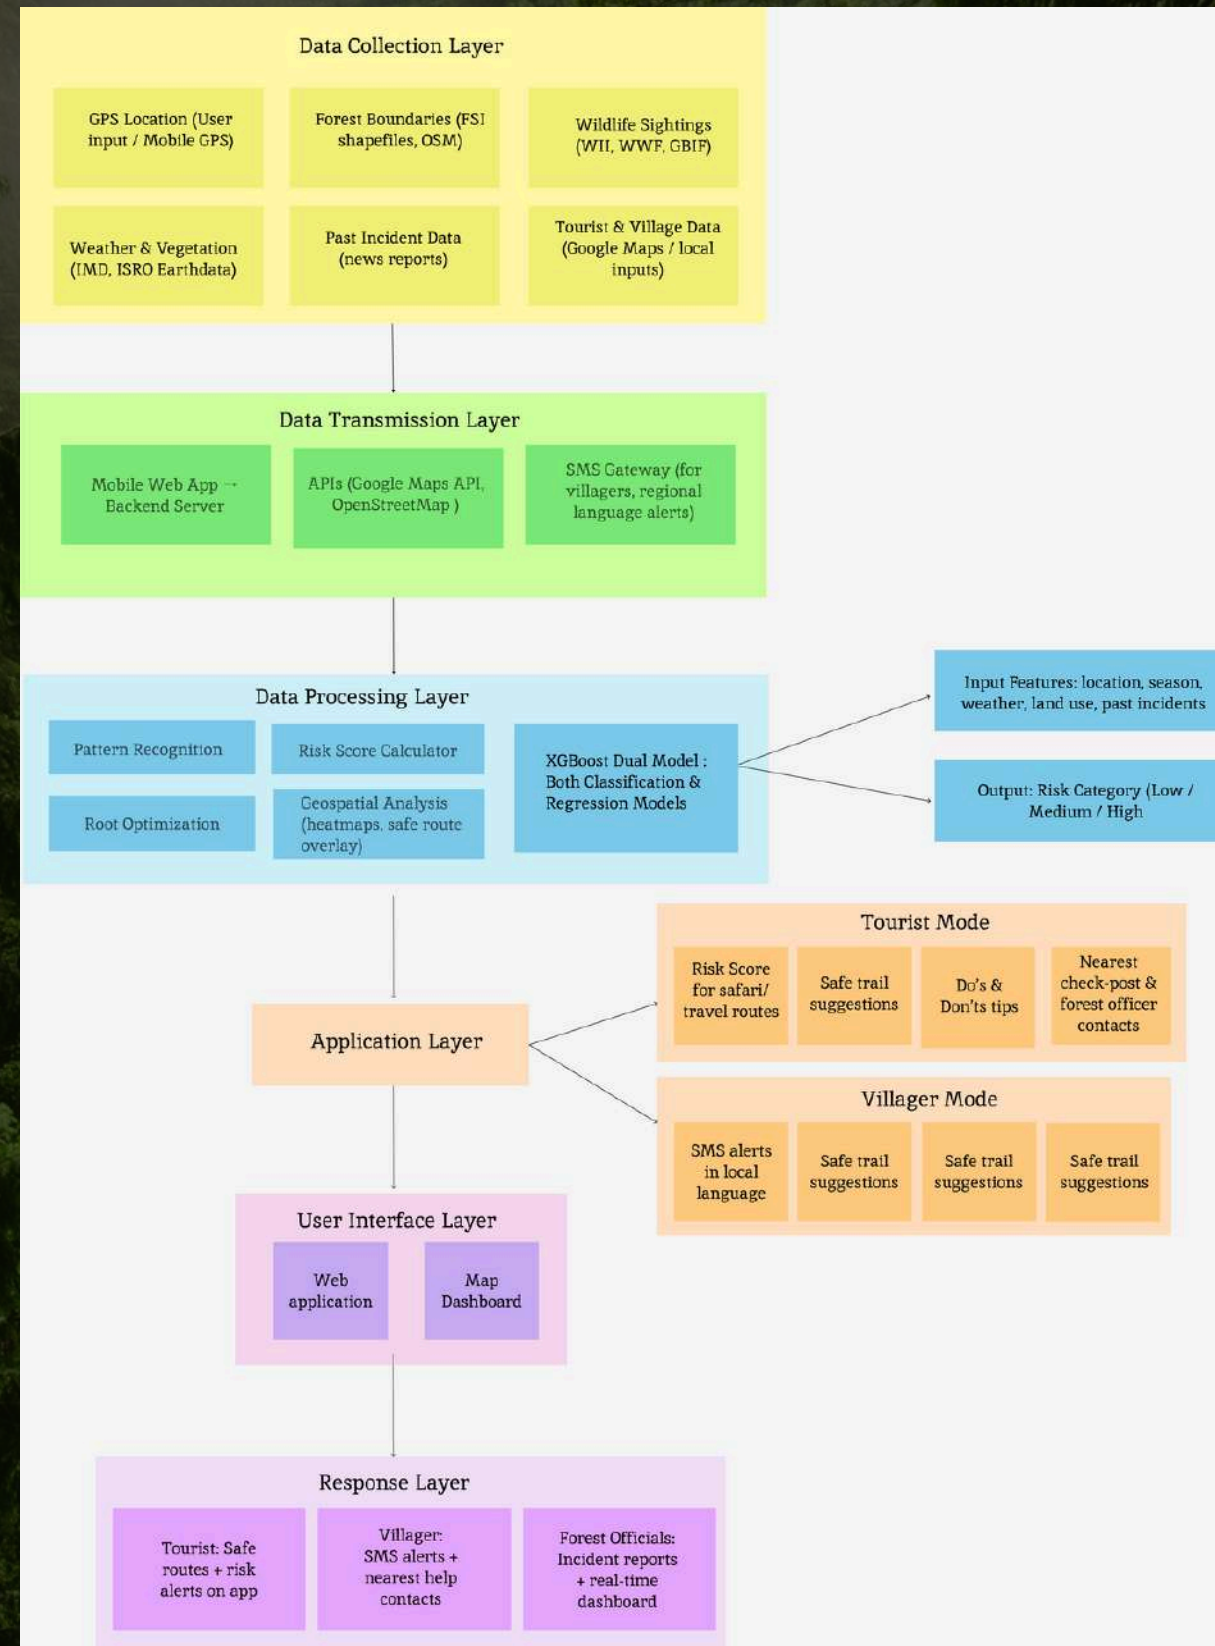 Data Collection Layer
GPS Location (User
input / Mobile GPS)
Forest Boundaries (FSI
shapefiles, OSM)
Wildlife Sightings
(WII, WWF, GBIF)
Weather & Vegetation
(IMD, ISRO Earthdata)
Past Incident Data
(news reports)
Tourist & Village Data
(Google Maps / local
inputs)
Data Transmission Layer
Mobile Web App →
Backend Server
APIs (Google Maps API,
OpenStreetMap )
SMS Gateway (for
villagers, regional
language alerts)
Data Processing Layer
Pattern Recognition
Risk Score Calculator
Root Optimization
Geospatial Analysis
(heatmaps, safe route
overlay)
XGBoost Dual Model :
Both Classification &
Regression Models
Input Features: location, season,
weather, land use, past incidents
Output: Risk Category (Low /
Medium / High
Application Layer
Tourist Mode
Risk Score
for safari/
travel routes
Safe trail
suggestions
Do's &
Don'ts tips
Nearest
check-post &
forest officer
contacts
Villager Mode
SMS alerts
in local
language
Safe trail
suggestions
Safe trail
suggestions
Safe trail
suggestions
User Interface Layer
Web
application
Map
Dashboard
Response Layer
Tourist: Safe
routes + risk
alerts on app
Villager:
SMS alerts +
nearest help
contacts
Forest Officials:
Incident reports
+ real-time
dashboard